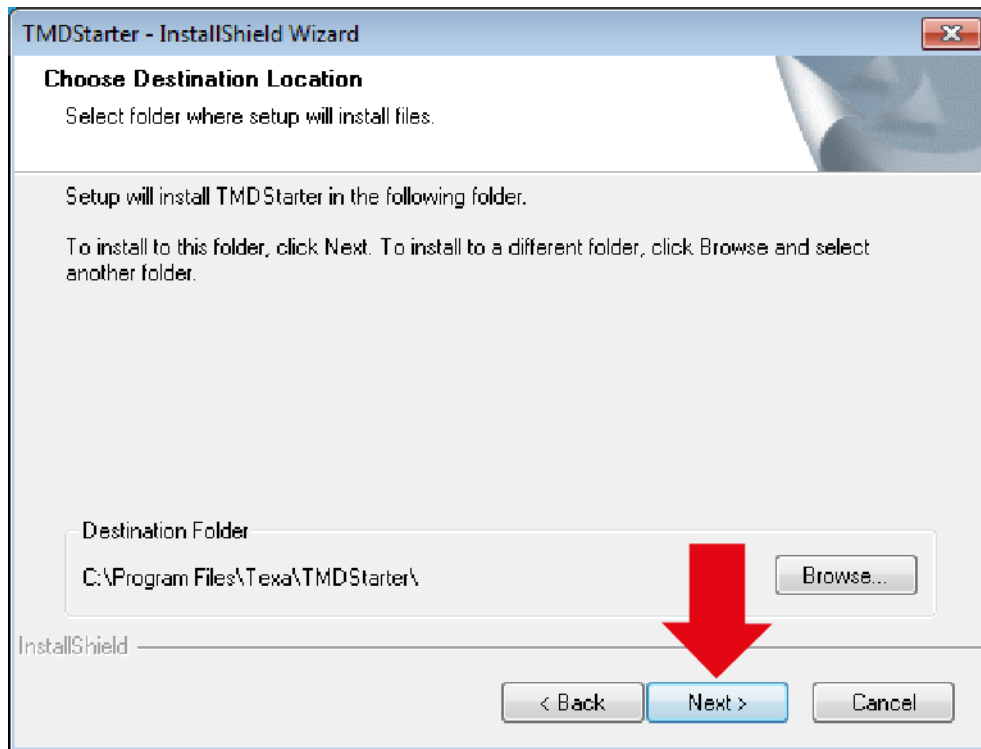 TMDStarter - InstallShield Wizard
Choose Destination Location
Select folder where setup will install files.
Setup will install TMDStarter in the following folder.
To install to this folder, click Next. To install to a different folder, click Browse and select
another folder.
Destination Folder
C:\Program Files\Texa\TMDStarter\
Browse...
InstallShield
< Back
Next >
Cancel